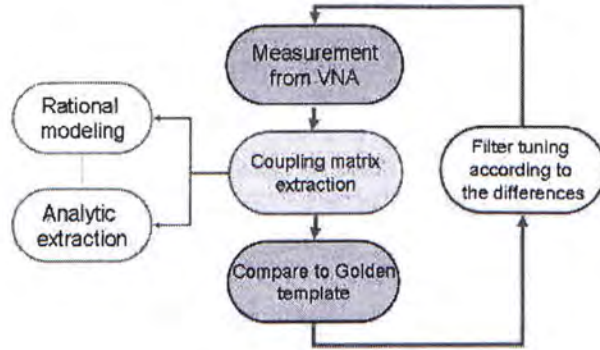 Measurement
from VNA
Rational
modeling
Coupling matrix
extraction
Filter tuning
according to
the differences
Analytic
extraction
Compare to Golden
template